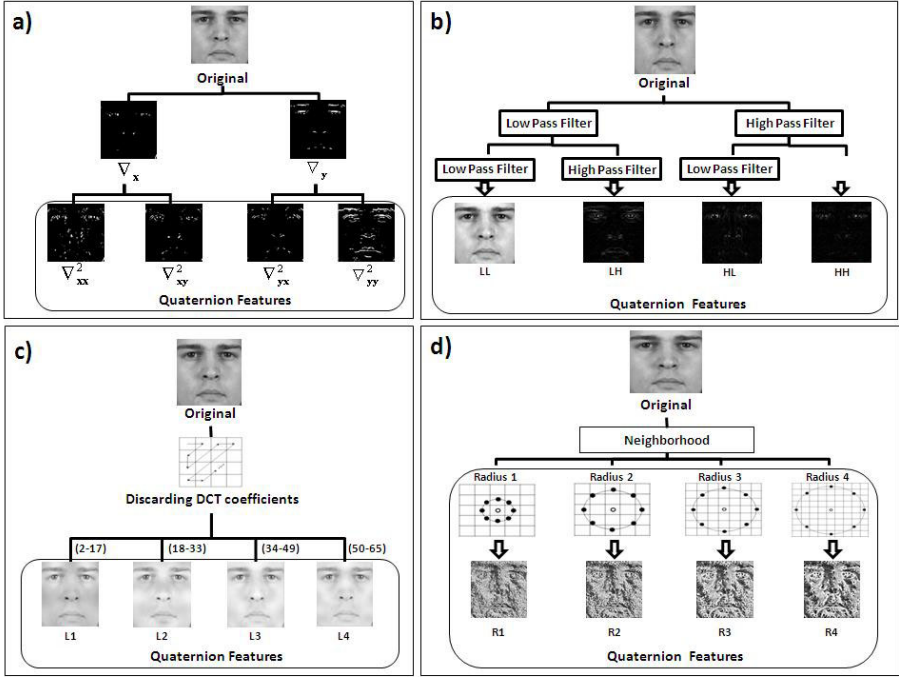 a)
Original
∇x
∇y
∇²xx
∇²xy
∇²yx
∇²yy
Quaternion Features
b)
Original
Low Pass Filter
High Pass Filter
Low Pass Filter
High Pass Filter
Low Pass Filter
LL
LH
HL
HH
Quaternion Features
c)
Original
Discarding DCT coefficients
(2-17)
(18-33)
(34-49)
(50-65)
L1
L2
L3
L4
Quaternion Features
d)
Original
Neighborhood
Radius 1
Radius 2
Radius 3
Radius 4
R1
R2
R3
R4
Quaternion Features